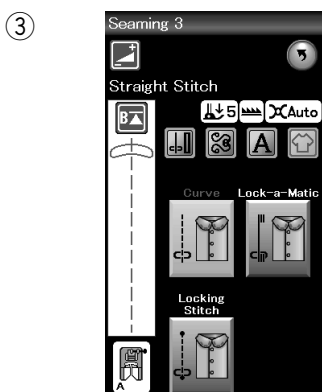 ③
Seaming 3
Straight Stitch
B
5
Auto
A
Curve
Lock-a-Matic
Locking
Stitch
A